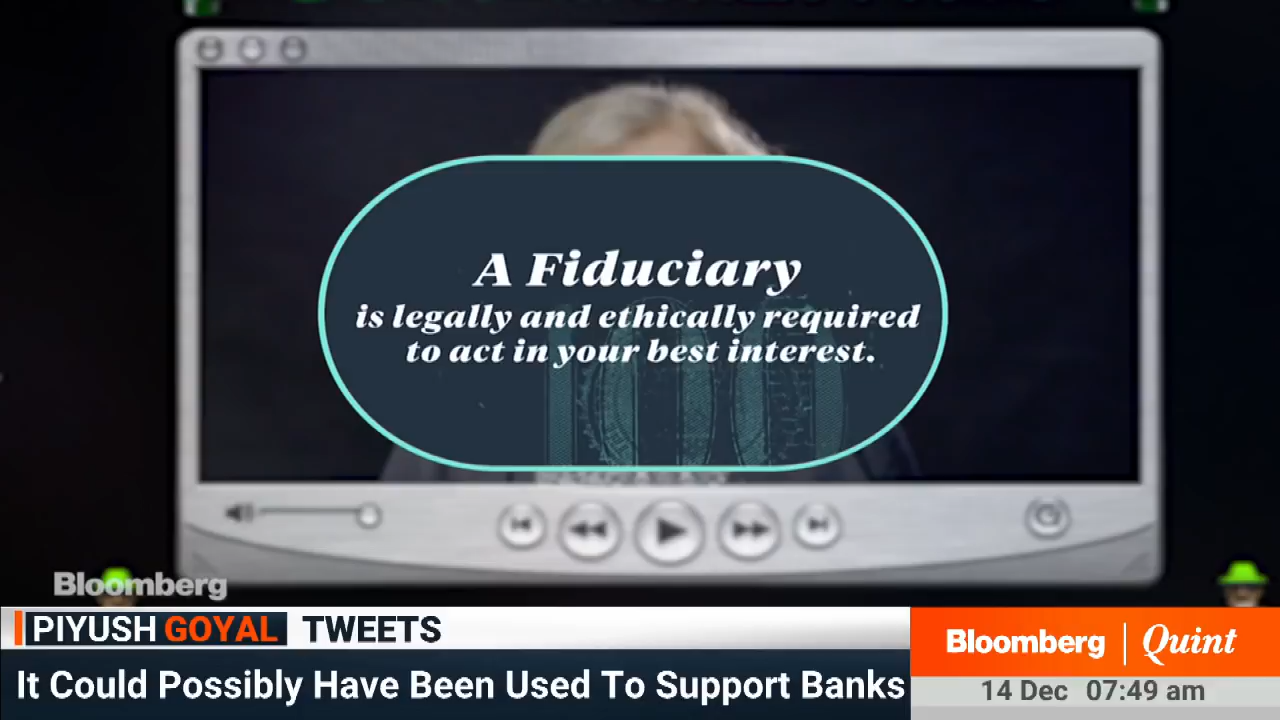 A Fiduciary
is legally and ethically required
to act in your best interest.
Bloomberg
PIYUSH GOYAL TWEETS
It Could Possibly Have Been Used To Support Banks
Bloomberg | Quint
14 Dec 07:49 am